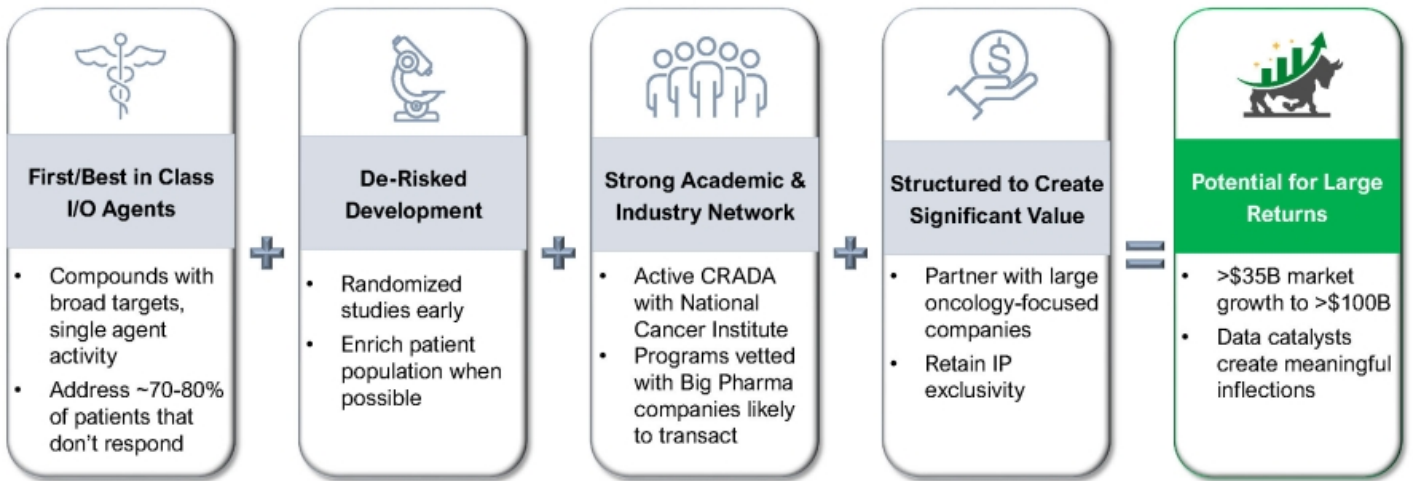 First/Best in Class
I/O Agents
• Compounds with
broad targets,
single agent
activity
• Address ~70-80%
of patients that
don't respond
+
De-Risked
Development
• Randomized
studies early
• Enrich patient
population when
possible
+
Strong Academic &
Industry Network
• Active CRADA
with National
Cancer Institute
• Programs vetted
with Big Pharma
companies likely
to transact
+
$
Structured to Create
Significant Value
• Partner with large
oncology-focused
companies
• Retain IP
exclusivity
=
Potential for Large
Returns
• >$35B market
growth to >$100B
• Data catalysts
create meaningful
inflections